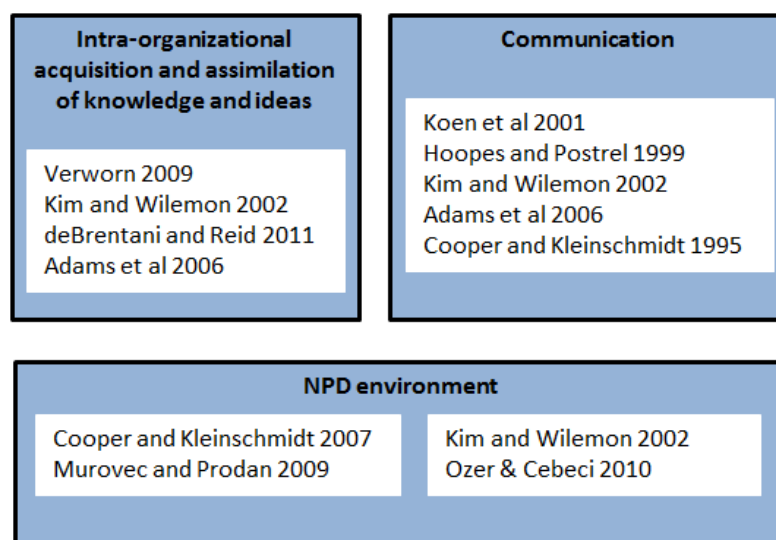 Intra-organizational
acquisition and assimilation
of knowledge and ideas
Verworn 2009
Kim and Wilemon 2002
deBrentani and Reid 2011
Adams et al 2006
Communication
Koen et al 2001
Hoopes and Postrel 1999
Kim and Wilemon 2002
Adams et al 2006
Cooper and Kleinschmidt 1995
NPD environment
Cooper and Kleinschmidt 2007
Murovec and Prodan 2009
Kim and Wilemon 2002
Ozer & Cebeci 2010